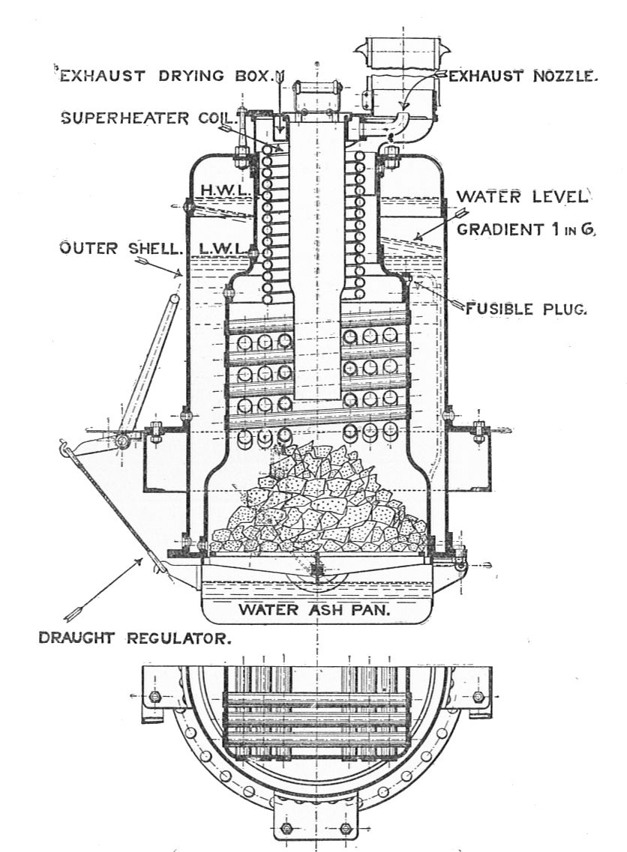 EXHAUST DRYING BOX.
EXHAUST NOZZLE.
SUPERHEATER COIL.
H.W.L.
WATER LEVEL
GRADIENT 1 IN 6.
OUTER SHELL.
L.W.L.
FUSIBLE PLUG.
WATER ASH PAN.
DRAUGHT REGULATOR.